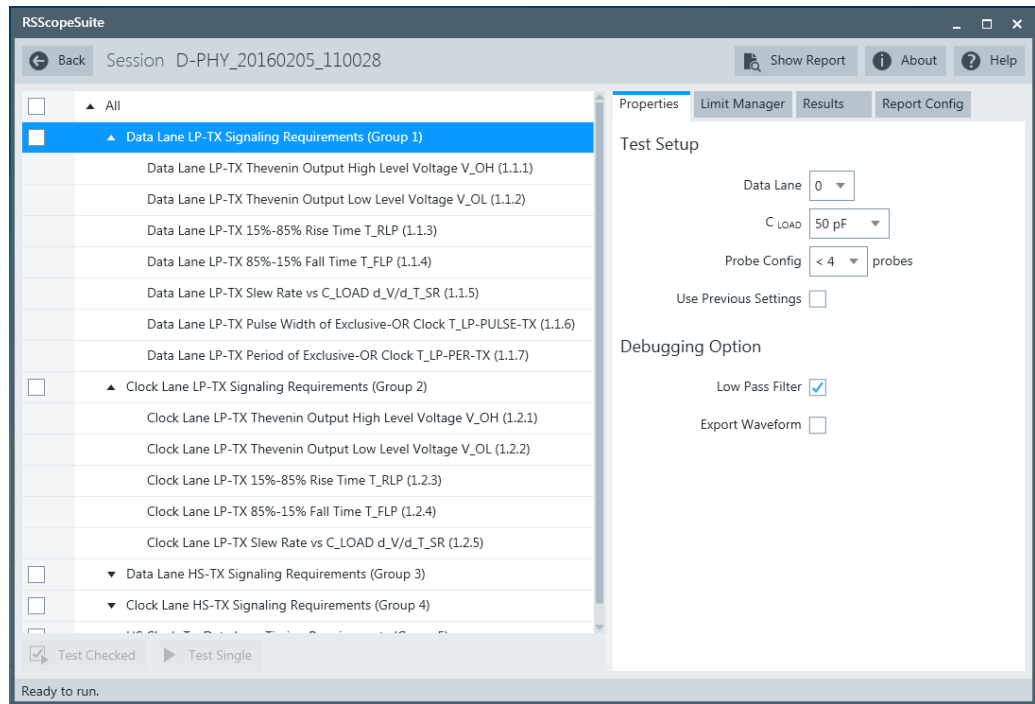 RSScopeSuite
Back Session D-PHY_20160205_110028 Show Report About Help
All
Data Lane LP-TX Signaling Requirements (Group 1)
Data Lane LP-TX Thevenin Output High Level Voltage V_OH (1.1.1)
Data Lane LP-TX Thevenin Output Low Level Voltage V_OL (1.1.2)
Data Lane LP-TX 15%-85% Rise Time T_RLP (1.1.3)
Data Lane LP-TX 85%-15% Fall Time T_FLP (1.1.4)
Data Lane LP-TX Slew Rate vs C_LOAD d_V/d_T_SR (1.1.5)
Data Lane LP-TX Pulse Width of Exclusive-OR Clock T_LP-PULSE-TX (1.1.6)
Data Lane LP-TX Period of Exclusive-OR Clock T_LP-PER-TX (1.1.7)
Clock Lane LP-TX Signaling Requirements (Group 2)
Clock Lane LP-TX Thevenin Output High Level Voltage V_OH (1.2.1)
Clock Lane LP-TX Thevenin Output Low Level Voltage V_OL (1.2.2)
Clock Lane LP-TX 15%-85% Rise Time T_RLP (1.2.3)
Clock Lane LP-TX 85%-15% Fall Time T_FLP (1.2.4)
Clock Lane LP-TX Slew Rate vs C_LOAD d_V/d_T_SR (1.2.5)
Data Lane HS-TX Signaling Requirements (Group 3)
Clock Lane HS-TX Signaling Requirements (Group 4)
Test Checked Test Single
Properties Limit Manager Results Report Config
Test Setup
Data Lane 0
C LOAD 50 pF
Probe Config < 4 probes
Use Previous Settings
Debugging Option
Low Pass Filter
Export Waveform
Ready to run.